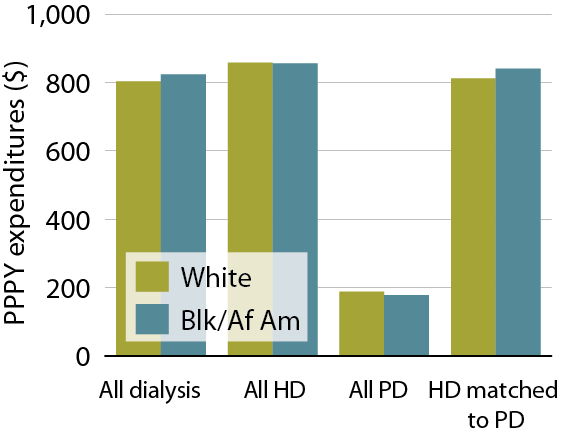 1,000
800
600
400
200
0
PPPY expenditures ($)
White
Blk/Af Am
All dialysis
All HD
All PD
HD matched
to PD